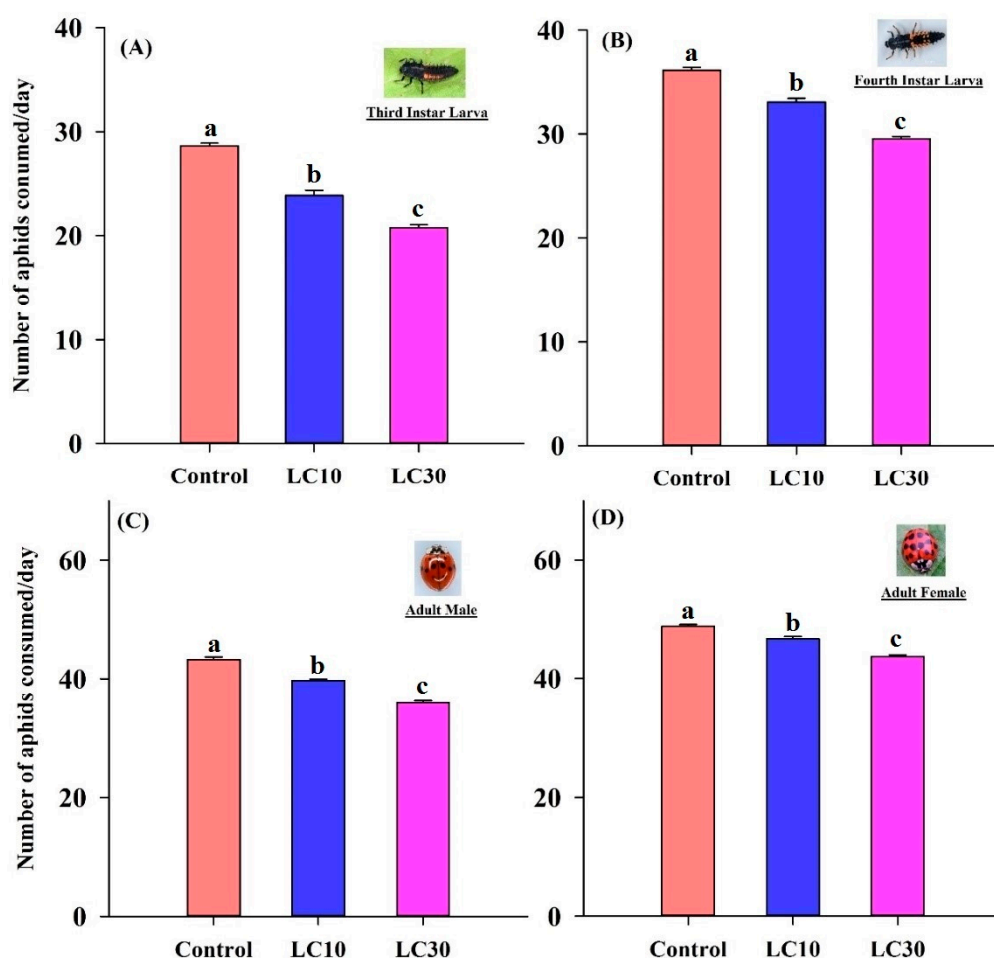 Number of aphids conumed/day
40
30
20
10
0
(A)
Third Instar Larva
a
b
c
Control LC10 LC30
40
30
20
10
0
(B)
Fourth Instar Larva
a
b
c
Control LC10 LC30
Number of aphids consumed/day
60
40
20
0
(C)
Adult Male
a
b
c
Control LC10 LC30
60
40
20
0
(D)
Adult Female
a
b
c
Control LC10 LC30